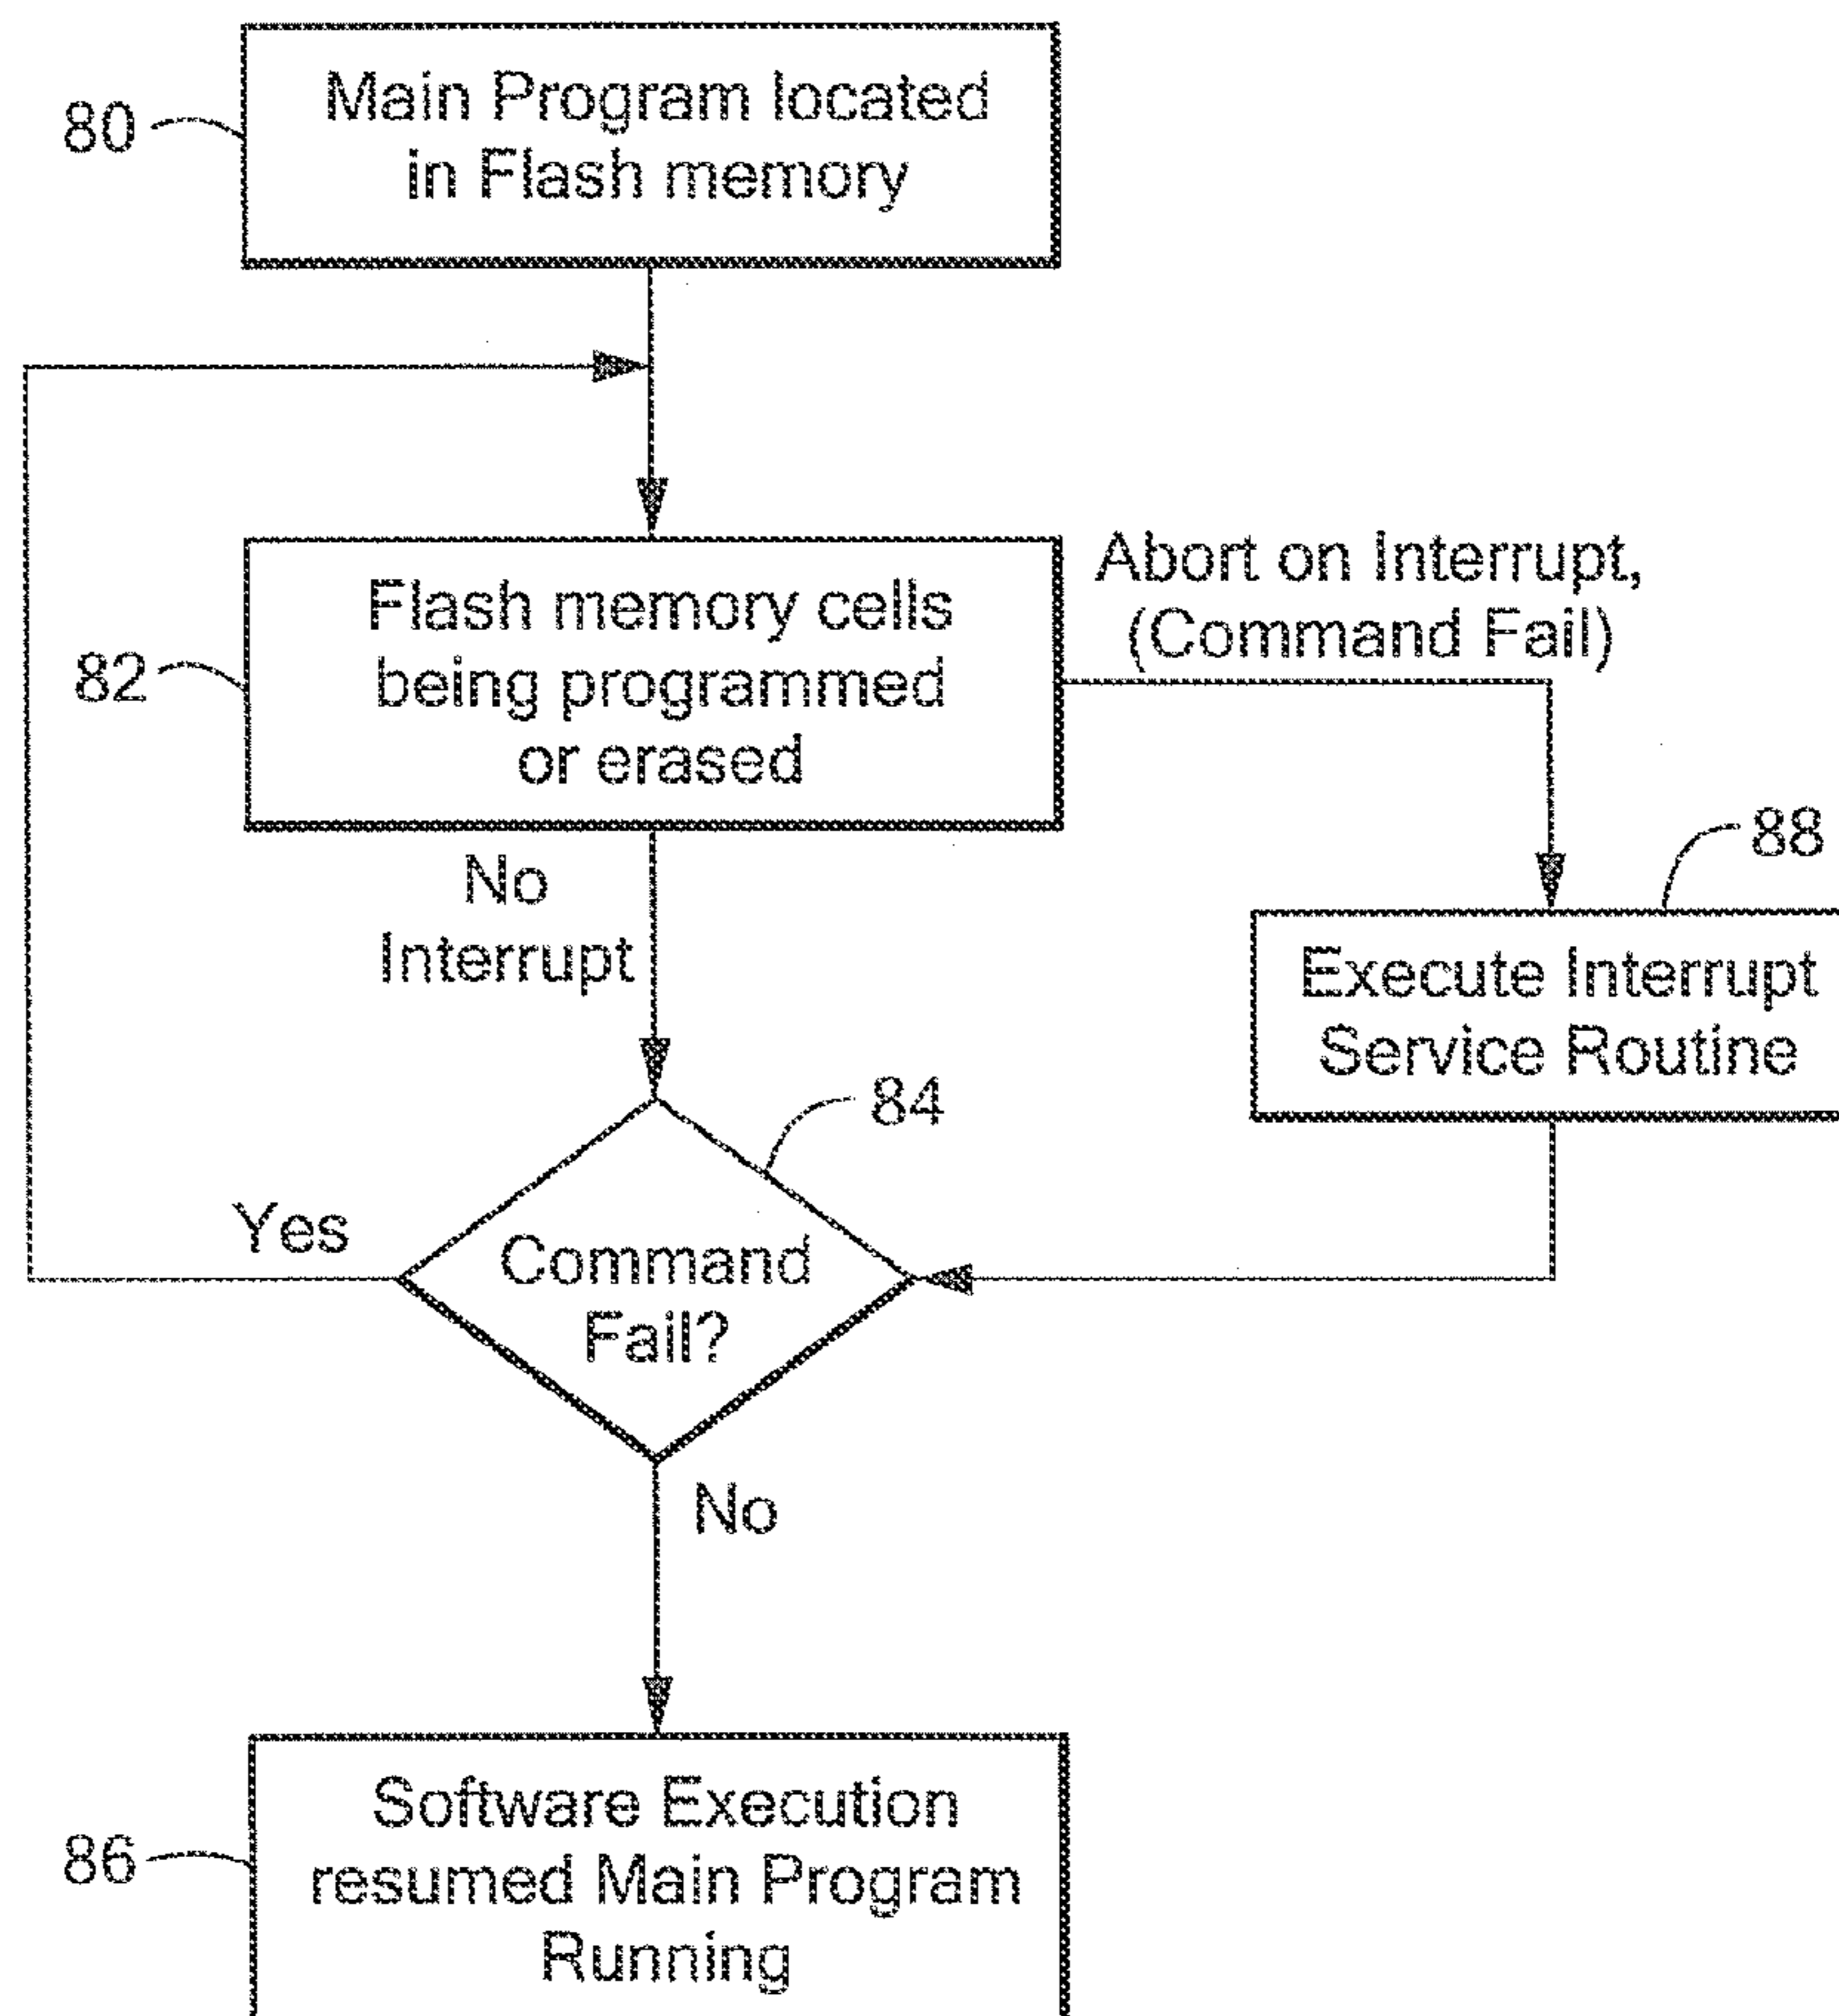 80
Main Program located
in Flash memory
82
Flash memory cells
being programmed
or erased
Abort on Interrupt,
(Command Fail)
88
Execute Interrupt
Service Routine
No
Interrupt
84
Command
Fail?
Yes
No
86
Software Execution
resumed Main Program
Running